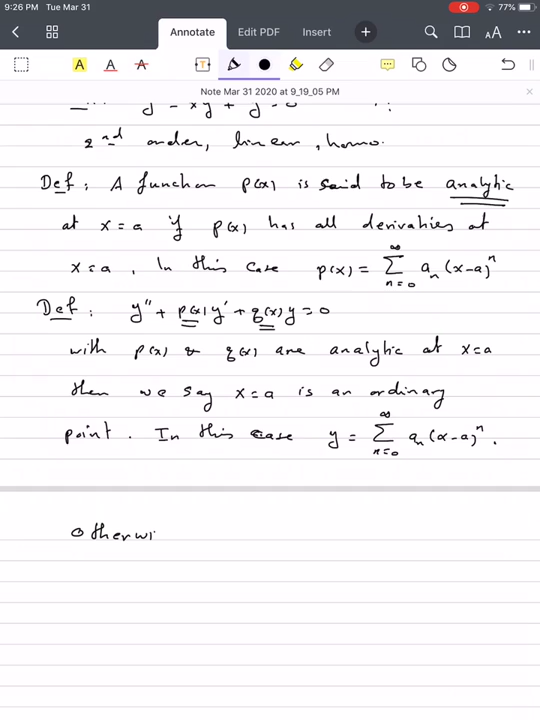 9:26 PM Tue Mar 31 77%
Annotate Edit PDF Insert
Note Mar 31 2020 at 9_19_05 PM
2nd order, linear, homo.
Def: A function p(x) is said to be analytic
at x = a if p(x) has all derivatives at
x = a. In this case p(x) = ∑_{n=0}^{∞} a_n (x-a)^n
Def: y'' + p(x) y' + q(x) y = 0
with p(x) & q(x) are analytic at x = a
then we say x = a is an ordinary
point. In this case y = ∑_{n=0}^{∞} a_n (x-a)^n.
Otherwi